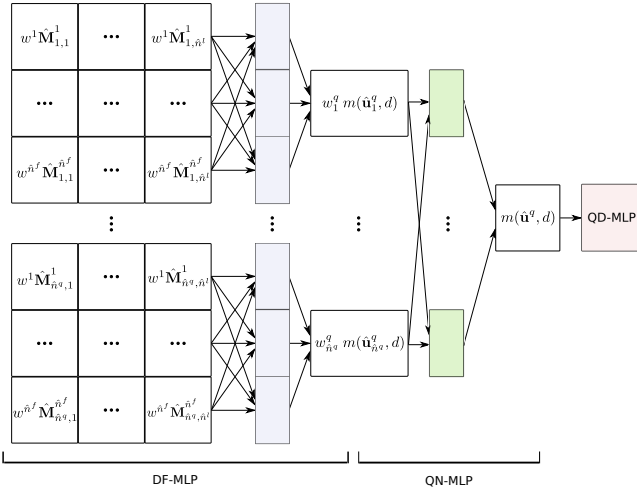 w^1 M̂^1_{1,1} ••• w^1 M̂^1_{1,n̂^l}
••• ••• •••
w^{n̂^f} M̂^{n̂^f}_{1,1} ••• w^{n̂^f} M̂^{n̂^f}_{1,n̂^l}
w^q_1 m(û^q_1, d)
m(û^q, d)
QD-MLP
w^1 M̂^1_{n̂^q,1} ••• w^1 M̂^1_{n̂^q,n̂^l}
••• ••• •••
w^{n̂^f} M̂^{n̂^f}_{n̂^q,1} ••• w^{n̂^f} M̂^{n̂^f}_{n̂^q,n̂^l}
w^q_{n̂^q} m(û^q_{n̂^q}, d)
DF-MLP
QN-MLP